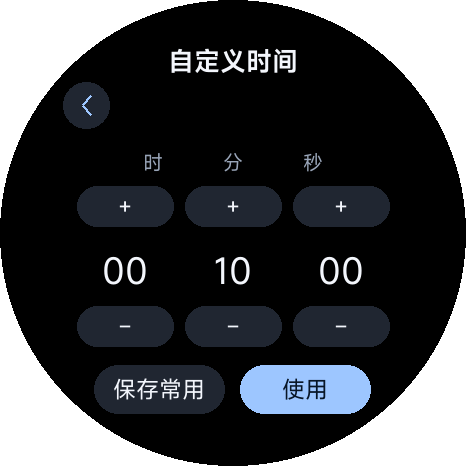 自定义时间
时 分 秒
+ + +
00 10 00
− − −
保存常用 使用